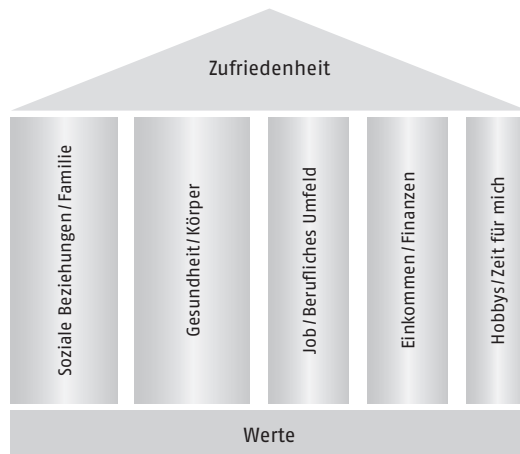 Zufriedenheit
Soziale Beziehungen/Familie
Gesundheit/Körper
Job/Berufliches Umfeld
Einkommen/Finanzen
Hobbys/Zeit für mich
Werte